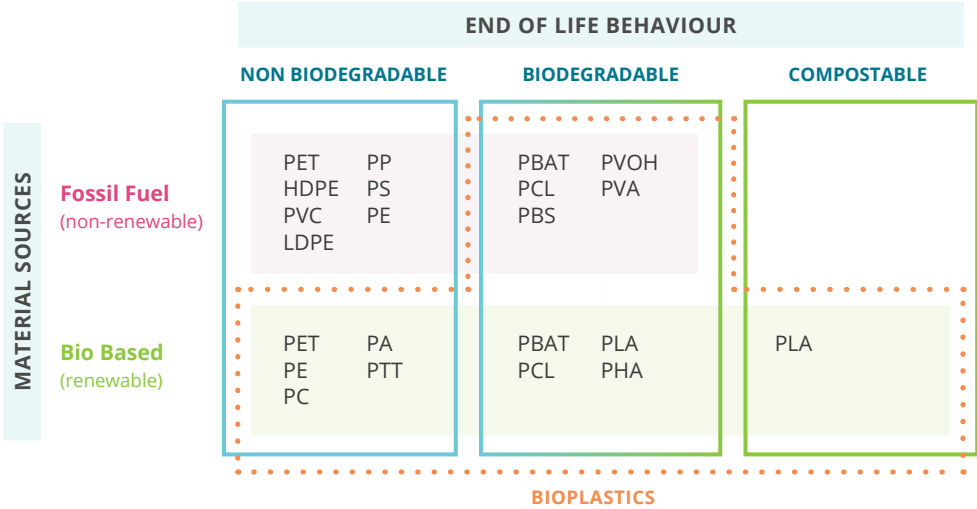 END OF LIFE BEHAVIOUR
NON BIODEGRADABLE
BIODEGRADABLE
COMPOSTABLE
MATERIAL SOURCES
Fossil Fuel
(non-renewable)
PET PP
HDPE PS
PVC PE
LDPE
PBAT PVOH
PCL PVA
PBS
Bio Based
(renewable)
PET PA
PE PTT
PC
PBAT PLA
PCL PHA
PLA
BIOPLASTICS